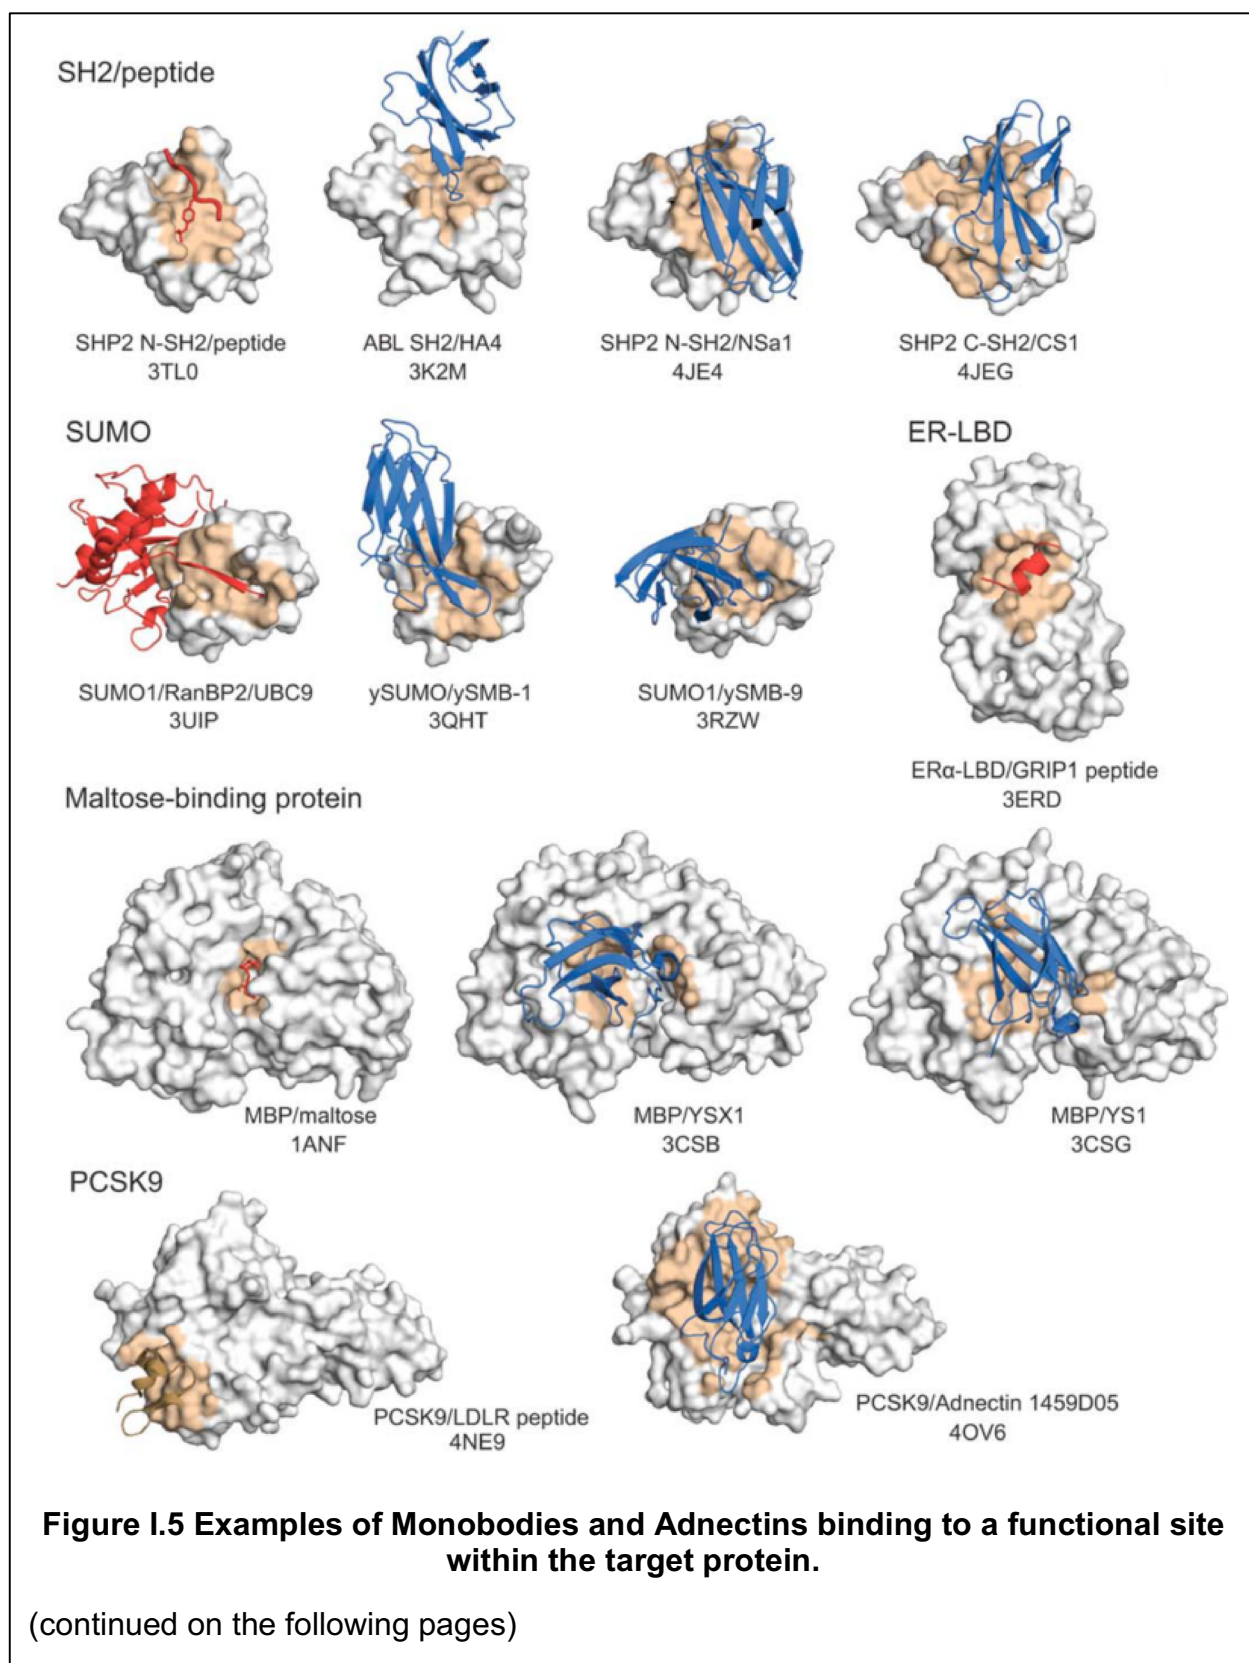 SH2/peptide
SHP2 N-SH2/peptide
3TL0
ABL SH2/HA4
3K2M
SHP2 N-SH2/NSa1
4JE4
SHP2 C-SH2/CS1
4JEG
SUMO
ER-LBD
SUMO1/RanBP2/UBC9
3UIP
ySUMO/ySMB-1
3QHT
SUMO1/ySMB-9
3RZW
ERα-LBD/GRIP1 peptide
3ERD
Maltose-binding protein
MBP/maltose
1ANF
MBP/YSX1
3CSB
MBP/YS1
3CSG
PCSK9
PCSK9/LDLR peptide
4NE9
PCSK9/Adnectin 1459D05
4OV6
Figure I.5 Examples of Monobodies and Adnectins binding to a functional site
within the target protein.
(continued on the following pages)